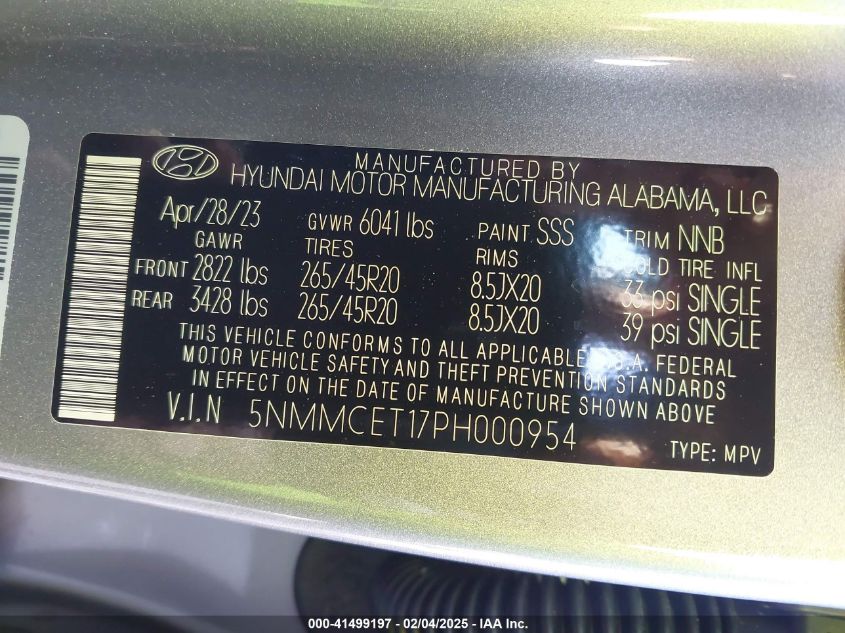 MANUFACTURED BY
HYUNDAI MOTOR MANUFACTURING ALABAMA, LLC
Apr/28/23 GVWR 6041 lbs PAINT SSS TRIM NNB
GAWR TIRES RIMS COLD TIRE INFL
FRONT 2822 lbs 265/45R20 8.5JX20 33 psi SINGLE
REAR 3428 lbs 265/45R20 8.5JX20 39 psi SINGLE
THIS VEHICLE CONFORMS TO ALL APPLICABLE U.S.A. FEDERAL
MOTOR VEHICLE SAFETY AND THEFT PREVENTION STANDARDS
IN EFFECT ON THE DATE OF MANUFACTURE SHOWN ABOVE
V.I.N 5NMMCET17PH000954
TYPE: MPV
000-41499197 - 02/04/2025 - IAA Inc.